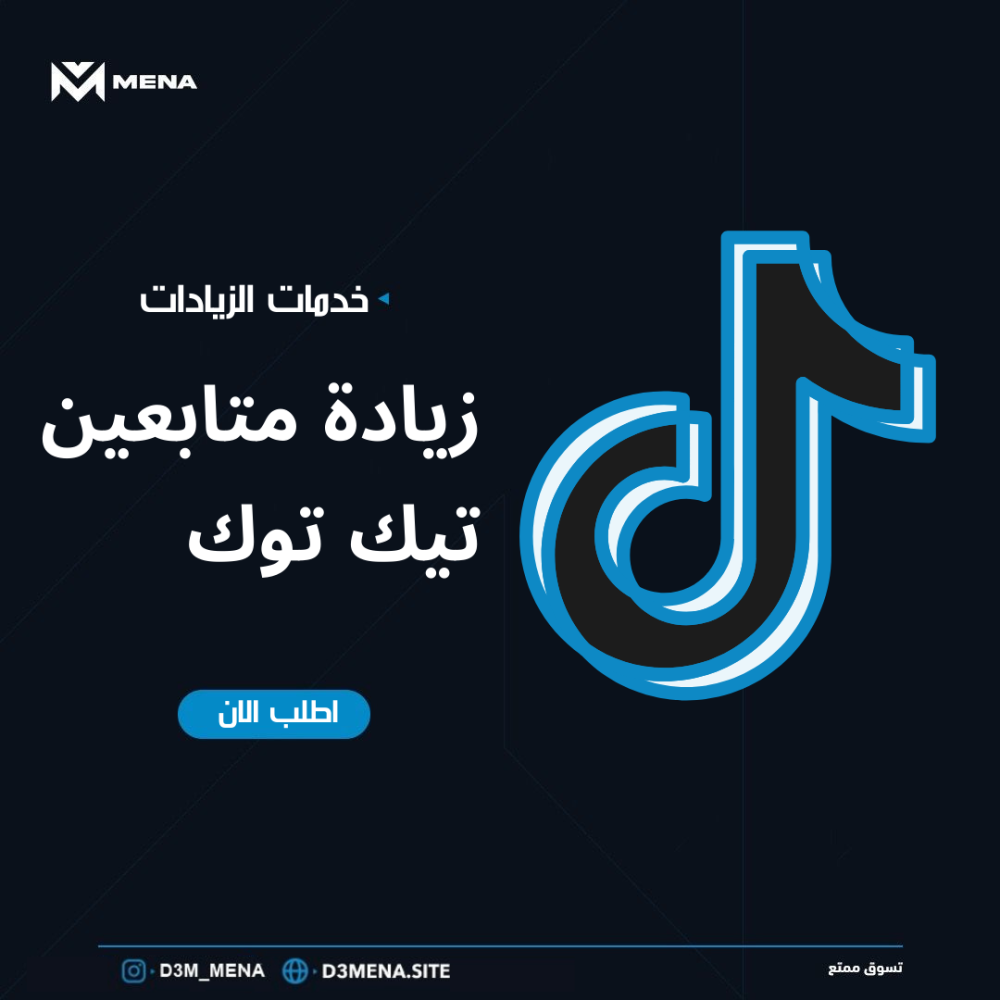 MENA
خدمات الزيادات
زيادة متابعين
تيك توك
اطلب الان
D3M_MENA
D3MENA.SITE
تسوق ممتع